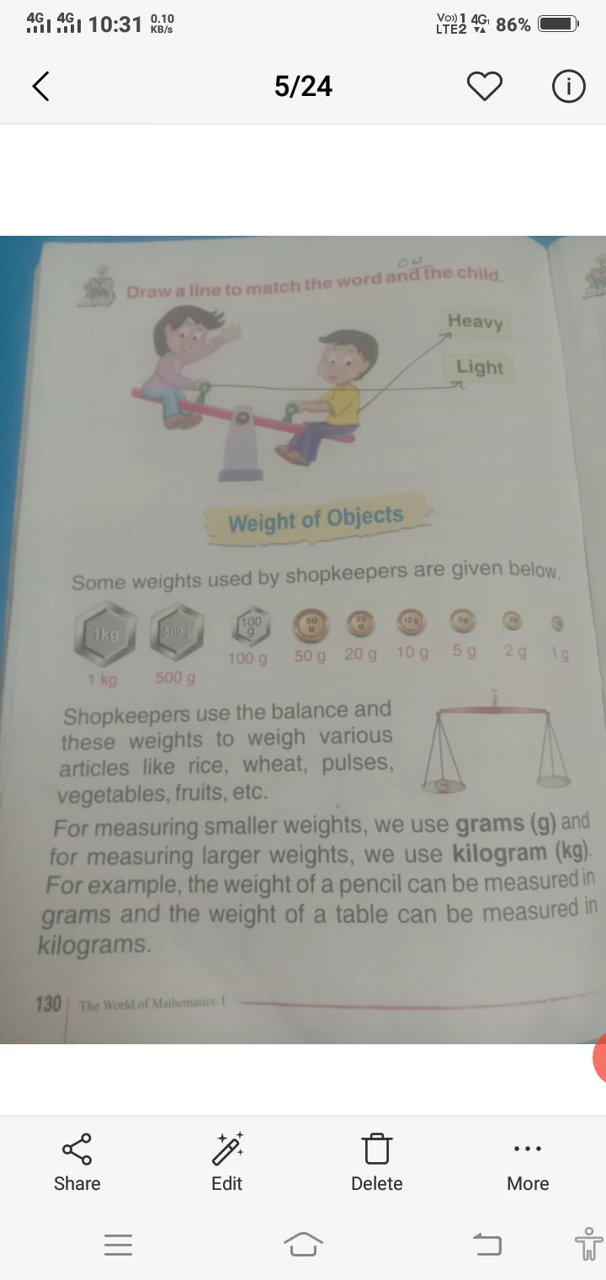 4G 4G 10:31 0.10 KB/s Vo)) 1 LTE2 4G 86%
5/24
cw
Draw a line to match the word and the child.
Heavy
Light
Weight of Objects
Some weights used by shopkeepers are given below.
1kg 500 g 100 g 50 g 20 g 10 g 5g 2g
1 kg 500 g 100 g 50 g 20 g 10 g 5 g 2 g 1 g
Shopkeepers use the balance and
these weights to weigh various
articles like rice, wheat, pulses,
vegetables, fruits, etc.
For measuring smaller weights, we use grams (g) and
for measuring larger weights, we use kilogram (kg).
For example, the weight of a pencil can be measured in
grams and the weight of a table can be measured in
kilograms.
130 The World of Mathematics-1
Share Edit Delete More